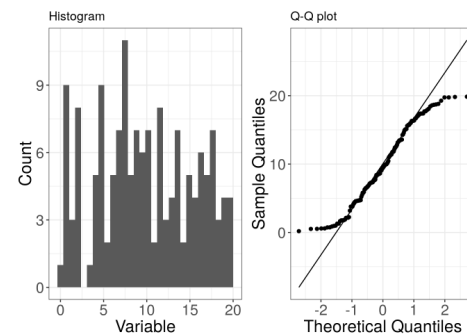 Histogram
Count
9
6
3
0
0 5 10 15 20
Variable
Q-Q plot
Sample Quantiles
20
10
0
-2 -1 0 1 2
Theoretical Quantiles